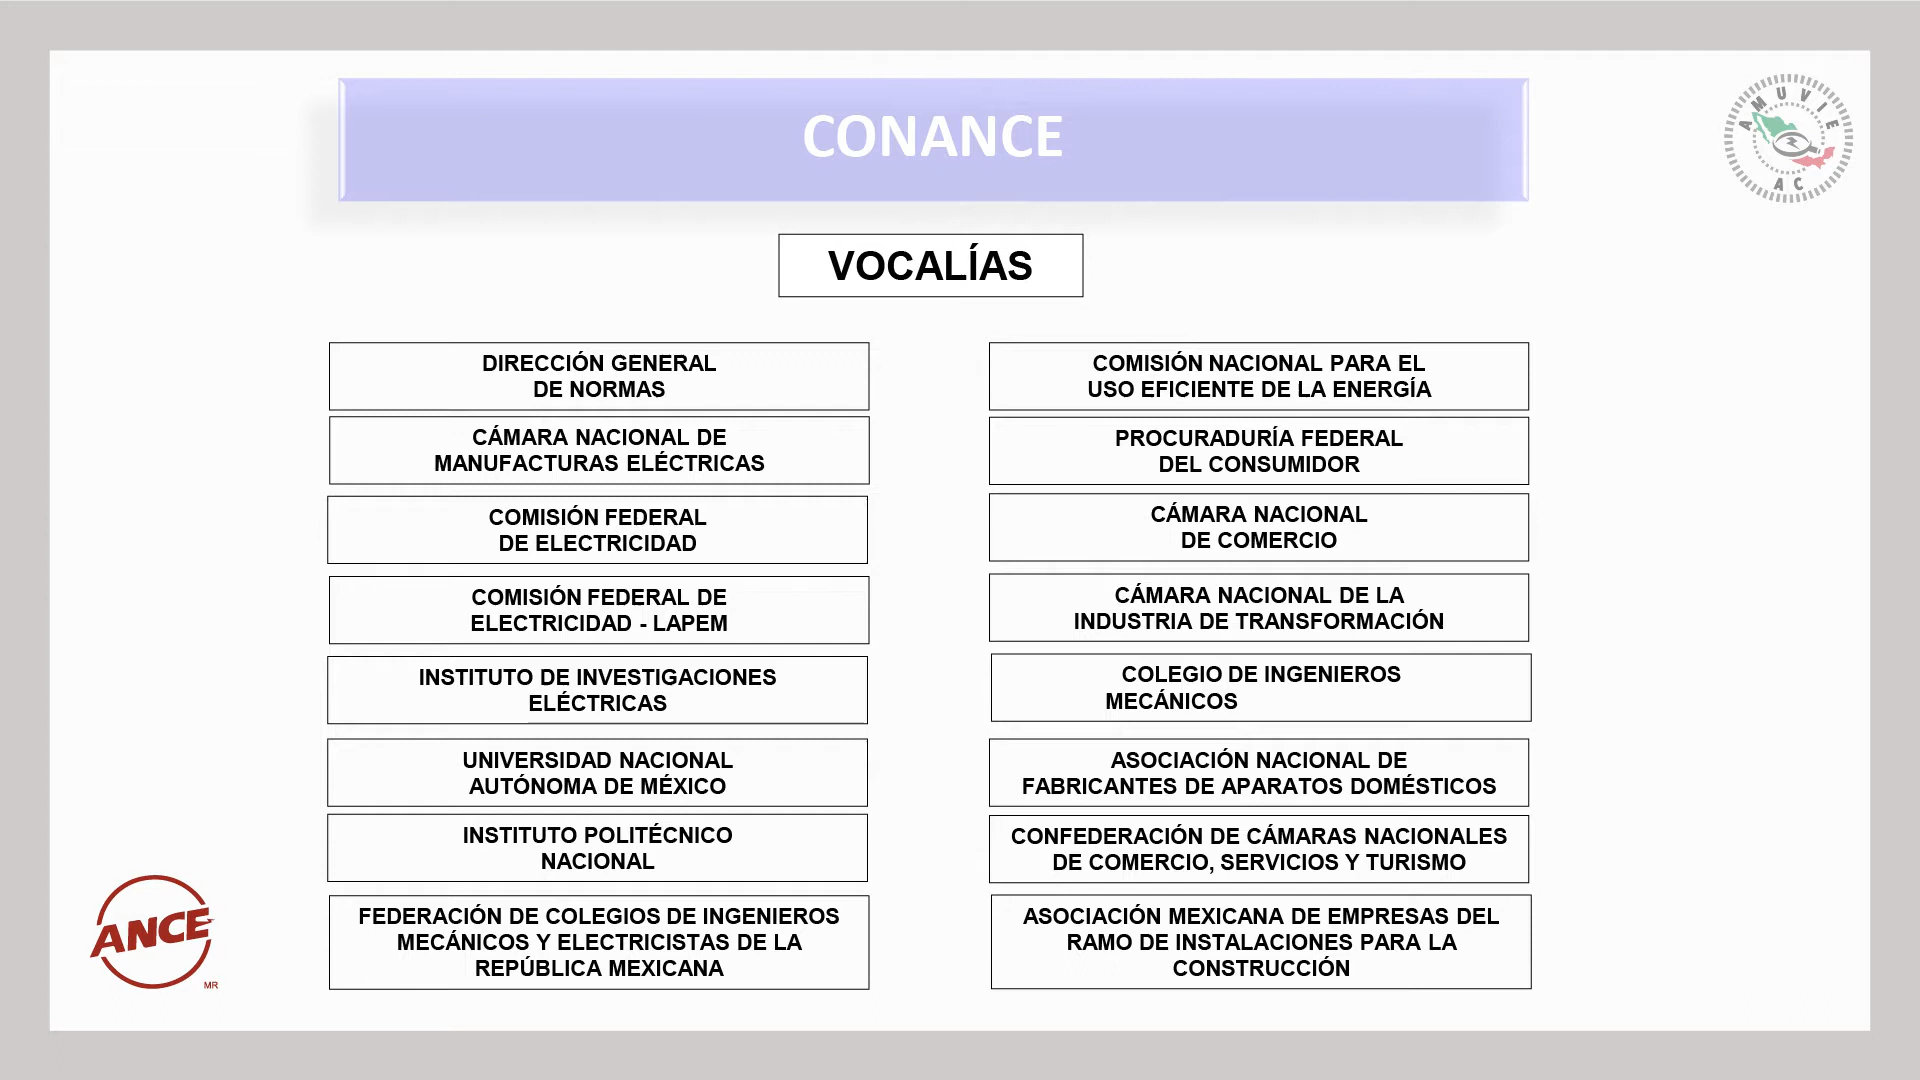 CONANCE
AMUVIE
AC
VOCALÍAS
DIRECCIÓN GENERAL
DE NORMAS
CÁMARA NACIONAL DE
MANUFACTURAS ELÉCTRICAS
COMISIÓN FEDERAL
DE ELECTRICIDAD
COMISIÓN FEDERAL DE
ELECTRICIDAD - LAPEM
INSTITUTO DE INVESTIGACIONES
ELÉCTRICAS
UNIVERSIDAD NACIONAL
AUTÓNOMA DE MÉXICO
INSTITUTO POLITÉCNICO
NACIONAL
FEDERACIÓN DE COLEGIOS DE INGENIEROS
MECÁNICOS Y ELECTRICISTAS DE LA
REPÚBLICA MEXICANA
COMISIÓN NACIONAL PARA EL
USO EFICIENTE DE LA ENERGÍA
PROCURADURÍA FEDERAL
DEL CONSUMIDOR
CÁMARA NACIONAL
DE COMERCIO
CÁMARA NACIONAL DE LA
INDUSTRIA DE TRANSFORMACIÓN
COLEGIO DE INGENIEROS
MECÁNICOS
ASOCIACIÓN NACIONAL DE
FABRICANTES DE APARATOS DOMÉSTICOS
CONFEDERACIÓN DE CÁMARAS NACIONALES
DE COMERCIO, SERVICIOS Y TURISMO
ASOCIACIÓN MEXICANA DE EMPRESAS DEL
RAMO DE INSTALACIONES PARA LA
CONSTRUCCIÓN
ANCE
MR